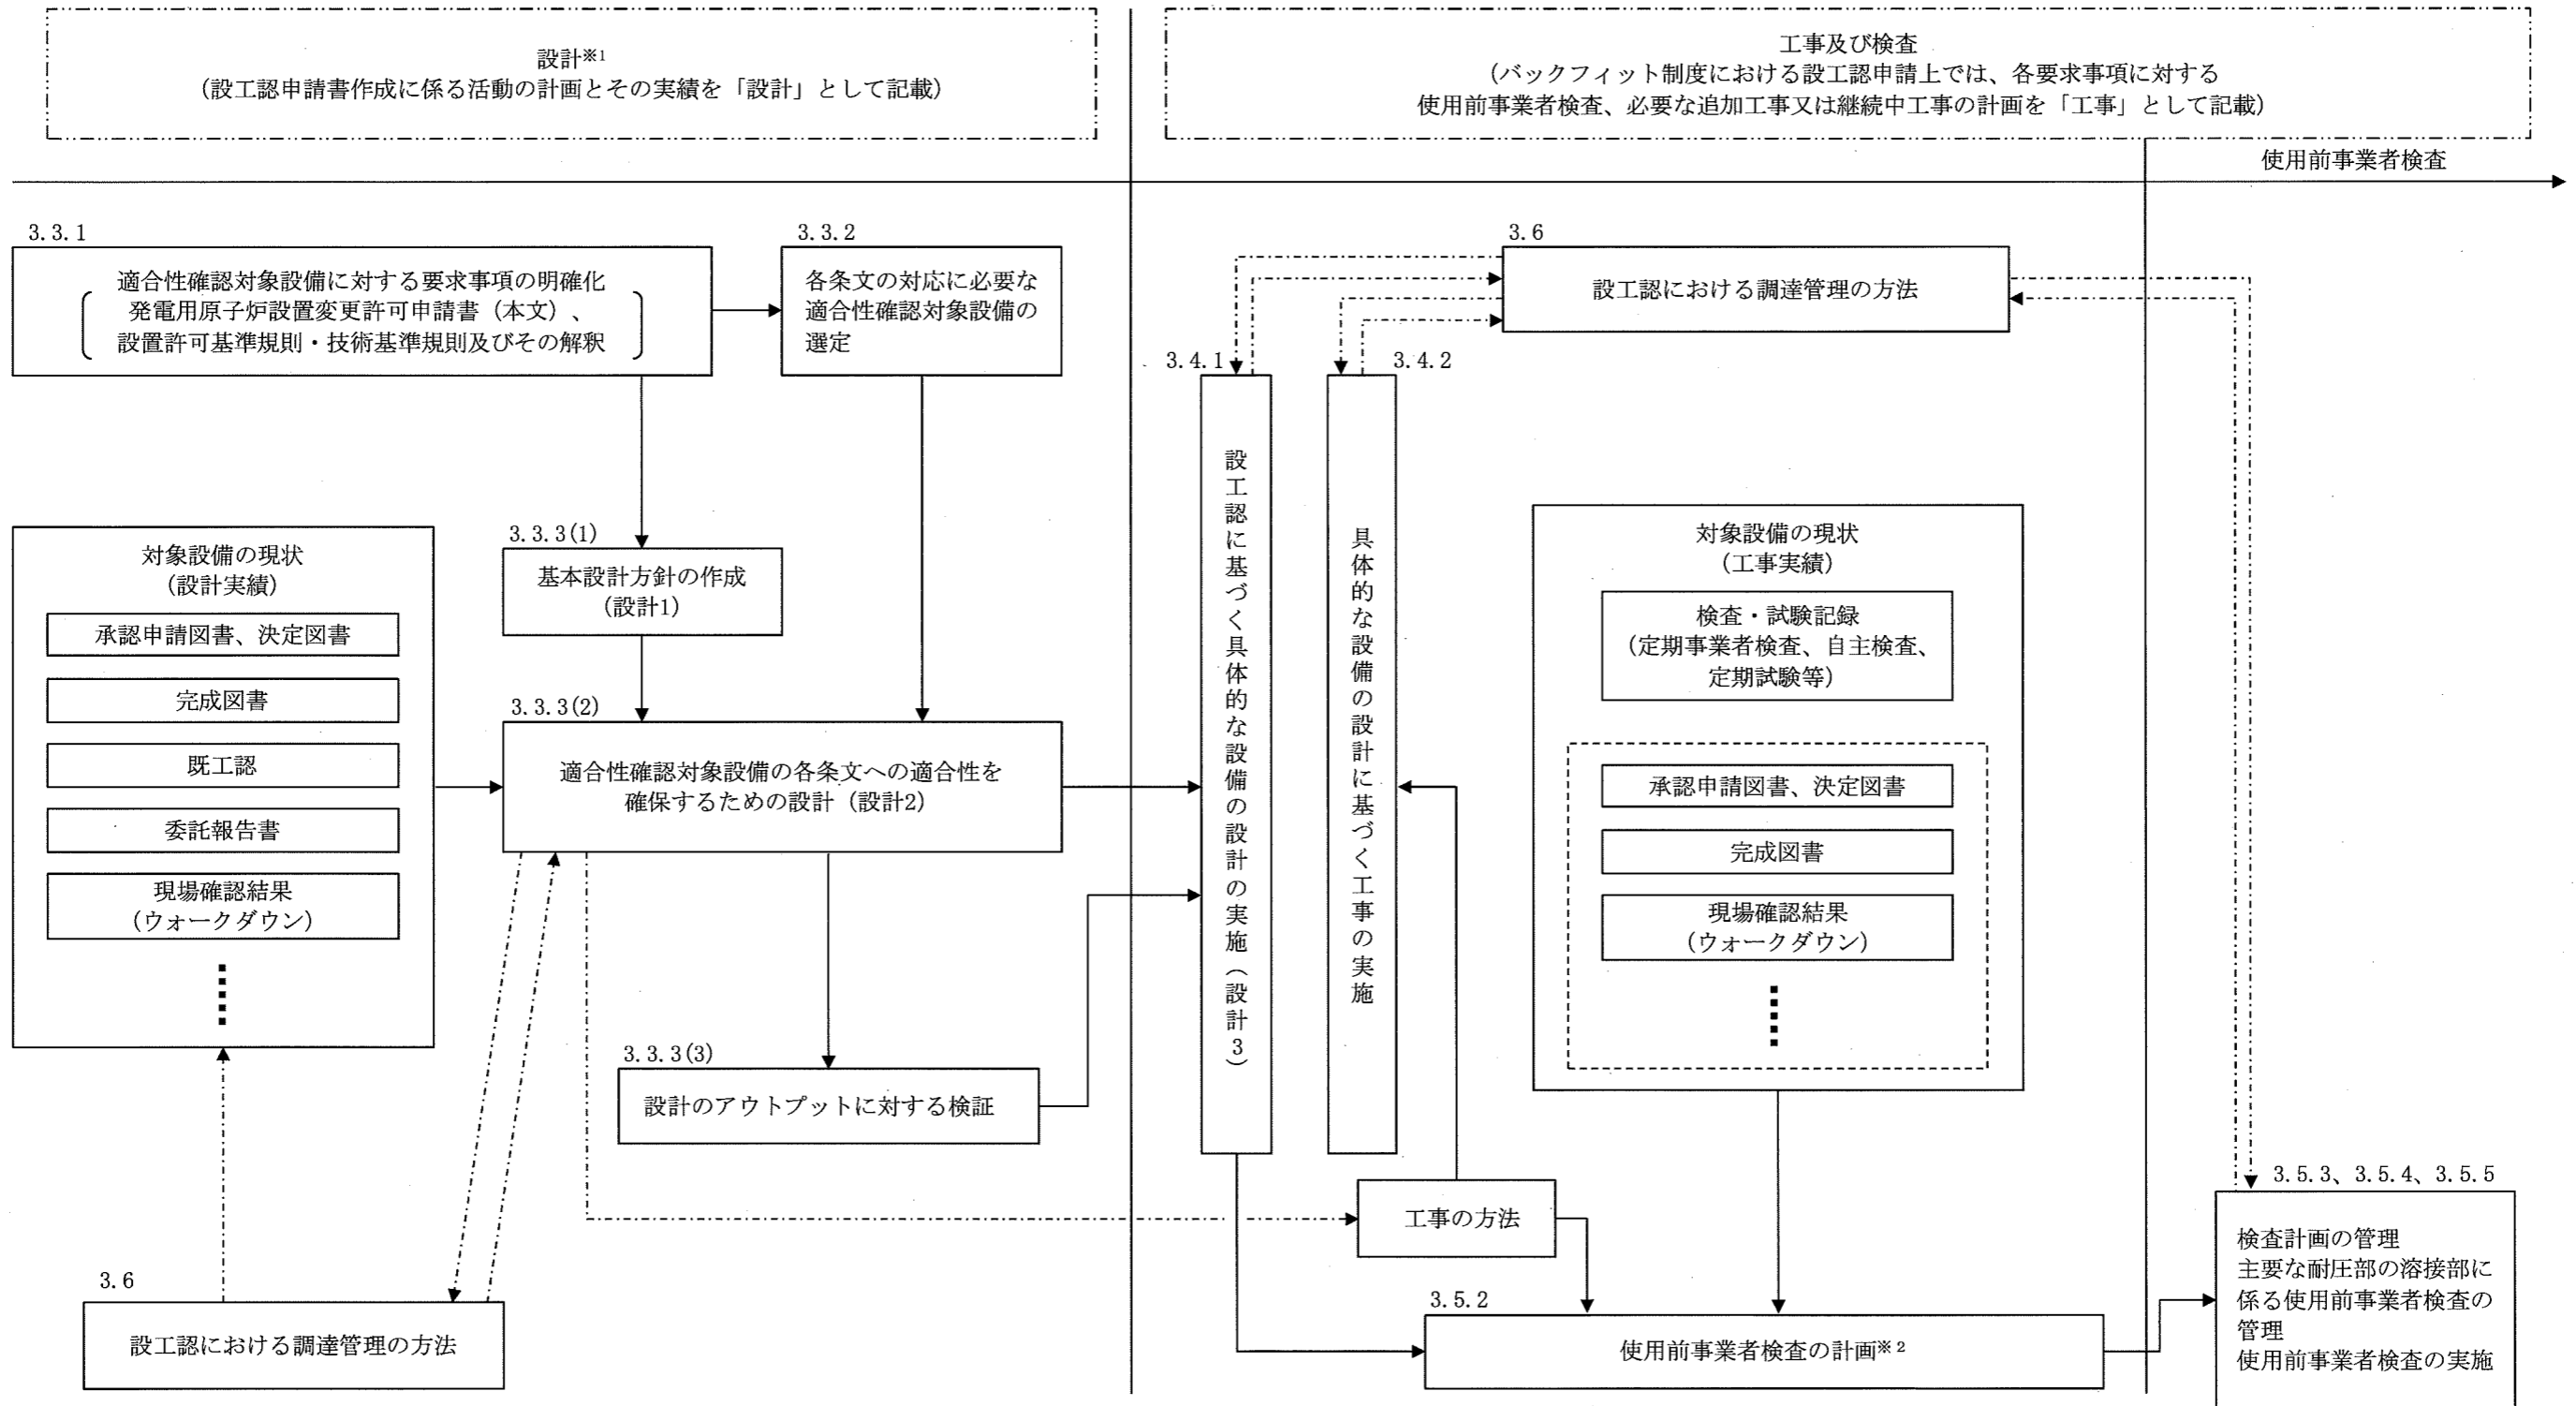 設計※1
(設工認申請書作成に係る活動の計画とその実績を「設計」として記載)
工事及び検査
(バックフィット制度における設工認申請上では、各要求事項に対する
使用前事業者検査、必要な追加工事又は継続中工事の計画を「工事」として記載)
使用前事業者検査
3.3.1
適合性確認対象設備に対する要求事項の明確化
発電用原子炉設置変更許可申請書（本文）、
設置許可基準規則・技術基準規則及びその解釈
3.3.2
各条文の対応に必要な
適合性確認対象設備の
選定
対象設備の現状
(設計実績)
承認申請図書、決定図書
完成図書
既工認
委託報告書
現場確認結果
(ウォークダウン)
3.3.3(1)
基本設計方針の作成
(設計1)
3.3.3(2)
適合性確認対象設備の各条文への適合性を
確保するための設計（設計2）
3.3.3(3)
設計のアウトプットに対する検証
3.6
設工認における調達管理の方法
3.6
設工認における調達管理の方法
3.4.1
設工認に基づく具体的な設備の設計の実施（設計3）
3.4.2
具体的な設備の設計に基づく工事の実施
対象設備の現状
(工事実績)
検査・試験記録
(定期事業者検査、自主検査、
定期試験等)
承認申請図書、決定図書
完成図書
現場確認結果
(ウォークダウン)
工事の方法
3.5.2
使用前事業者検査の計画※2
3.5.3、3.5.4、3.5.5
検査計画の管理
主要な耐圧部の溶接部に
係る使用前事業者検査の
管理
使用前事業者検査の実施